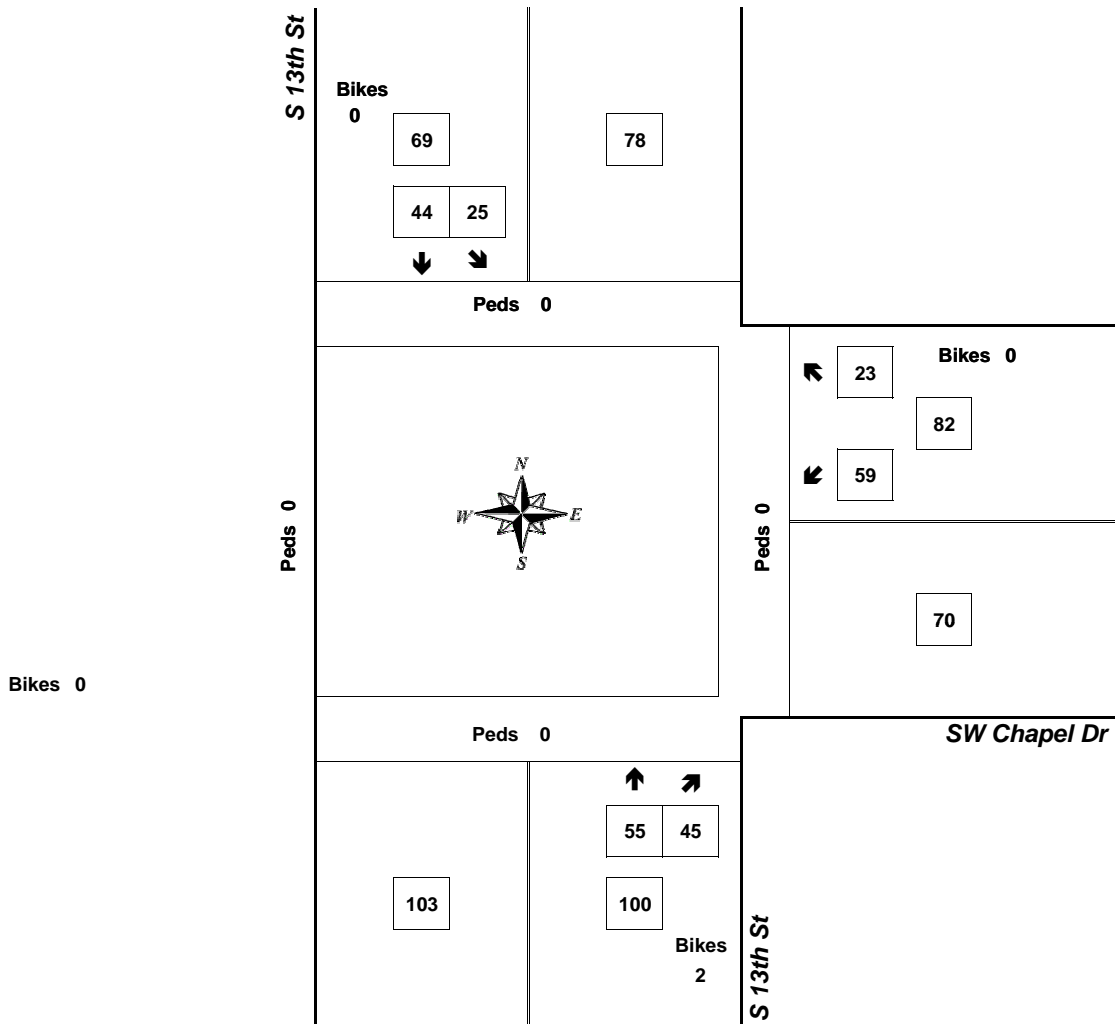 S 13th St
Bikes
0
69
78
44 25
Peds 0
Bikes 0
23
82
59
N
W E
S
Peds 0
Peds 0
70
Bikes 0
Peds 0
SW Chapel Dr
55 45
103
100
Bikes
2
S 13th St